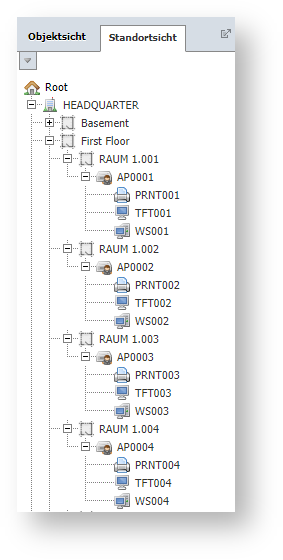 Objektsicht Standortsicht
Root
HEADQUARTER
Basement
First Floor
RAUM 1.001
AP0001
PRNT001
TFT001
WS001
RAUM 1.002
AP0002
PRNT002
TFT002
WS002
RAUM 1.003
AP0003
PRNT003
TFT003
WS003
RAUM 1.004
AP0004
PRNT004
TFT004
WS004